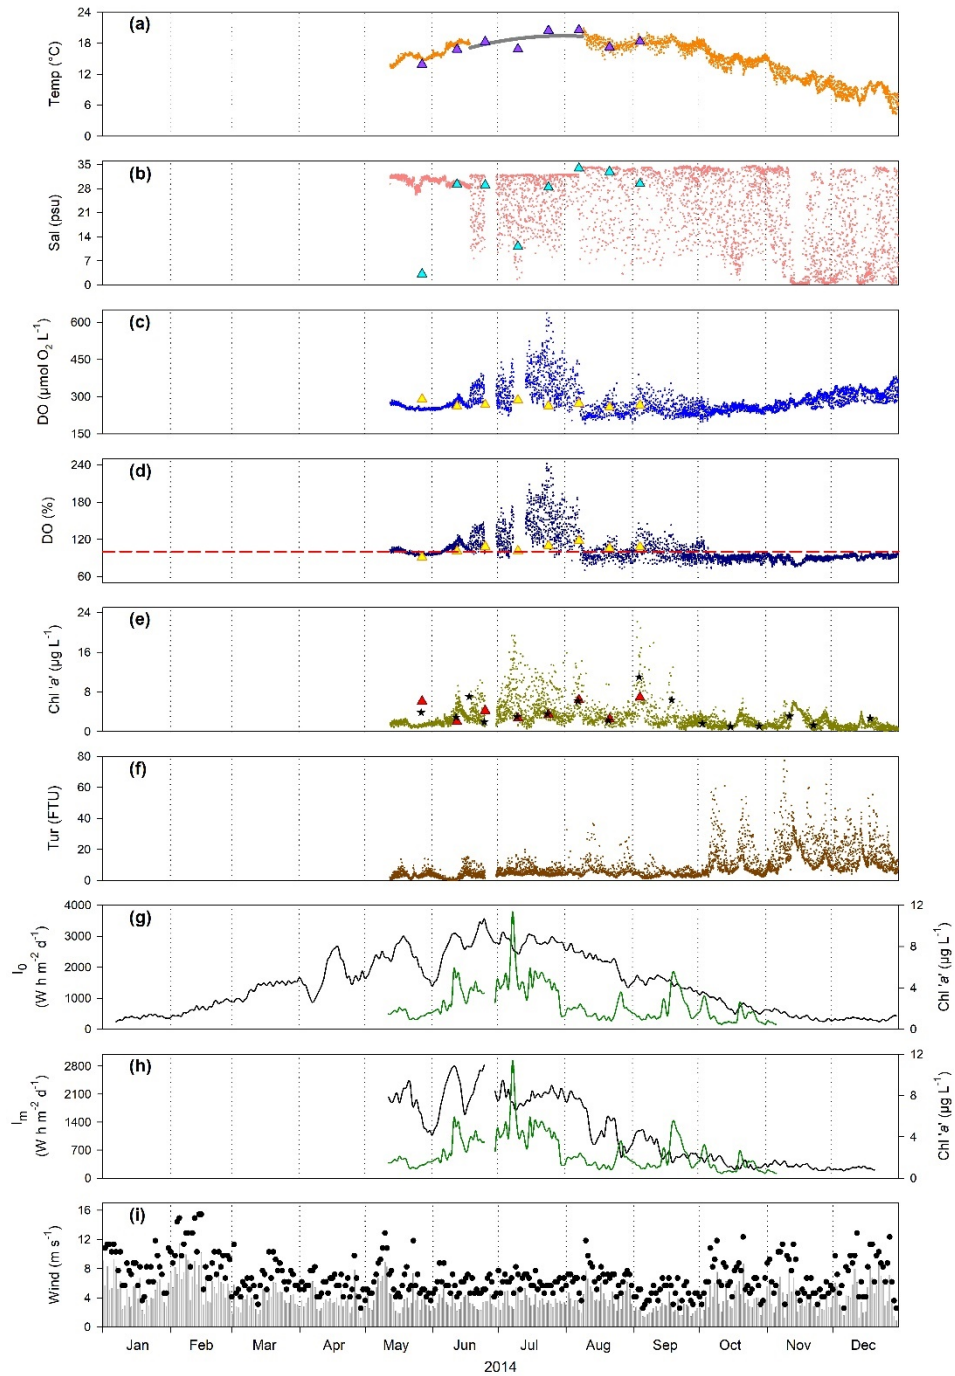 (a)
24
18
12
6
0
Temp (°C)
(b)
35
28
21
14
7
0
Sal (psu)
(c)
600
450
300
150
DO (µmol O₂ L⁻¹)
(d)
240
180
120
60
DO (%)
(e)
24
16
8
0
Chl 'a' (µg L⁻¹)
(f)
80
60
40
20
0
Tur (FTU)
(g)
4000
3000
2000
1000
0
I₀
(W h m⁻² d⁻¹)
12
8
4
0
Chl 'a' (µg L⁻¹)
(h)
2800
2100
1400
700
0
Iₘ
(W h m⁻² d⁻¹)
12
8
4
0
Chl 'a' (µg L⁻¹)
(i)
16
12
8
4
0
Wind (m s⁻¹)
Jan Feb Mar Apr May Jun Jul Aug Sep Oct Nov Dec
2014